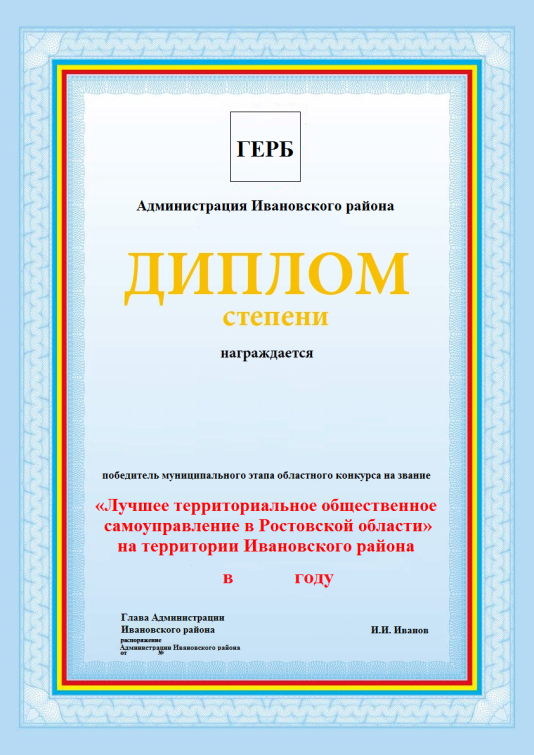 ГЕРБ
Администрация Ивановского района
ДИПЛОМ
степени
награждается
победитель муниципального этапа областного конкурса на звание
«Лучшее территориальное общественное
самоуправление в Ростовской области»
на территории Ивановского района
в году
Глава Администрации
Ивановского района
И.И. Иванов
распоряжение
Администрации Ивановского района
от №